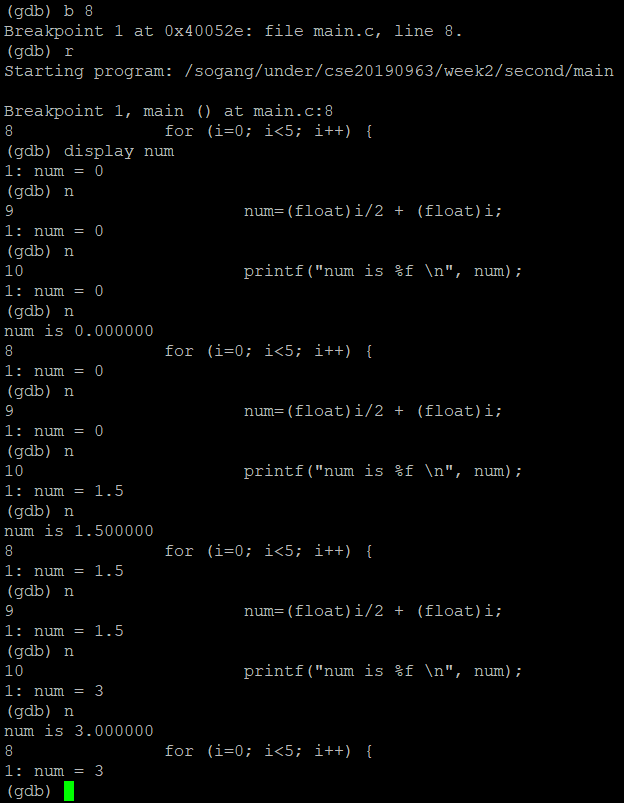 (gdb) b 8
Breakpoint 1 at 0x40052e: file main.c, line 8.
(gdb) r
Starting program: /sogang/under/cse20190963/week2/second/main

Breakpoint 1, main () at main.c:8
8               for (i=0; i<5; i++) {
(gdb) display num
1: num = 0
(gdb) n
9                       num=(float)i/2 + (float)i;
1: num = 0
(gdb) n
10                      printf("num is %f \n", num);
1: num = 0
(gdb) n
num is 0.000000
8               for (i=0; i<5; i++) {
1: num = 0
(gdb) n
9                       num=(float)i/2 + (float)i;
1: num = 0
(gdb) n
10                      printf("num is %f \n", num);
1: num = 1.5
(gdb) n
num is 1.500000
8               for (i=0; i<5; i++) {
1: num = 1.5
(gdb) n
9                       num=(float)i/2 + (float)i;
1: num = 1.5
(gdb) n
10                      printf("num is %f \n", num);
1: num = 3
(gdb) n
num is 3.000000
8               for (i=0; i<5; i++) {
1: num = 3
(gdb)